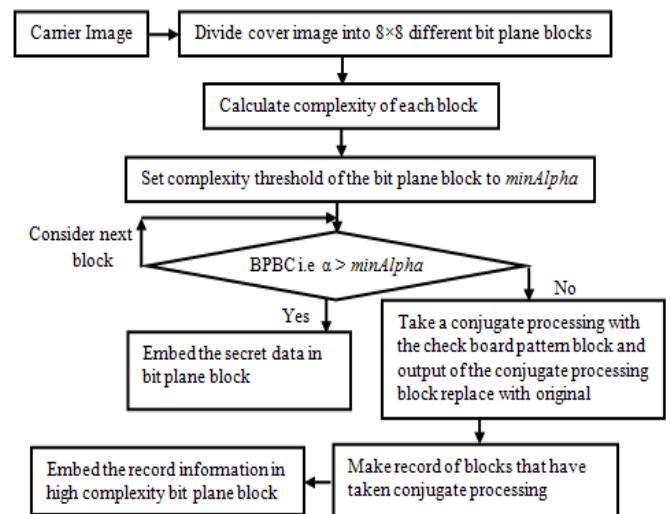 Carrier Image
Divide cover image into 8×8 different bit plane blocks
Calculate complexity of each block
Set complexity threshold of the bit plane block to minAlpha
Consider next
block
BPBC i.e α > minAlpha
Yes
No
Embed the secret data in
bit plane block
Take a conjugate processing with
the check board pattern block and
output of the conjugate processing
block replace with original
Make record of blocks that have
taken conjugate processing
Embed the record information in
high complexity bit plane block